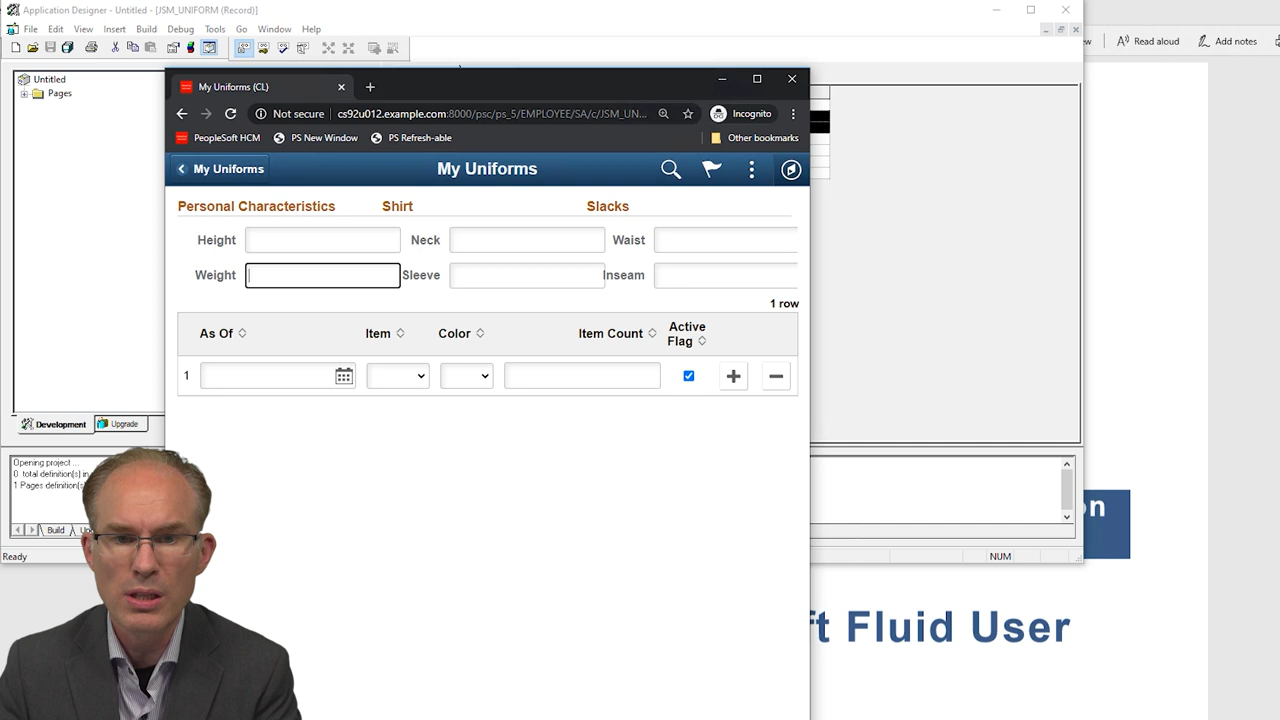 Application Designer - Untitled - [JSM_UNIFORM (Record)]
File Edit View Insert Build Debug Tools Go Window Help
Read aloud Add notes
Untitled
Pages
My Uniforms (CL)
Not secure cs92u012.example.com:8000/psc/ps_5/EMPLOYEE/SA/c/JSM_UN... Incognito
PeopleSoft HCM PS New Window PS Refresh-able Other bookmarks
My Uniforms My Uniforms
Personal Characteristics Shirt Slacks
Height Neck Waist
Weight Sleeve Inseam
1 row
As Of Item Color Item Count Active Flag
1
Development Upgrade
Opening project ...
0 total definition(s) in
1 Pages definition(s)
Build
Ready NUM
on
ft Fluid User